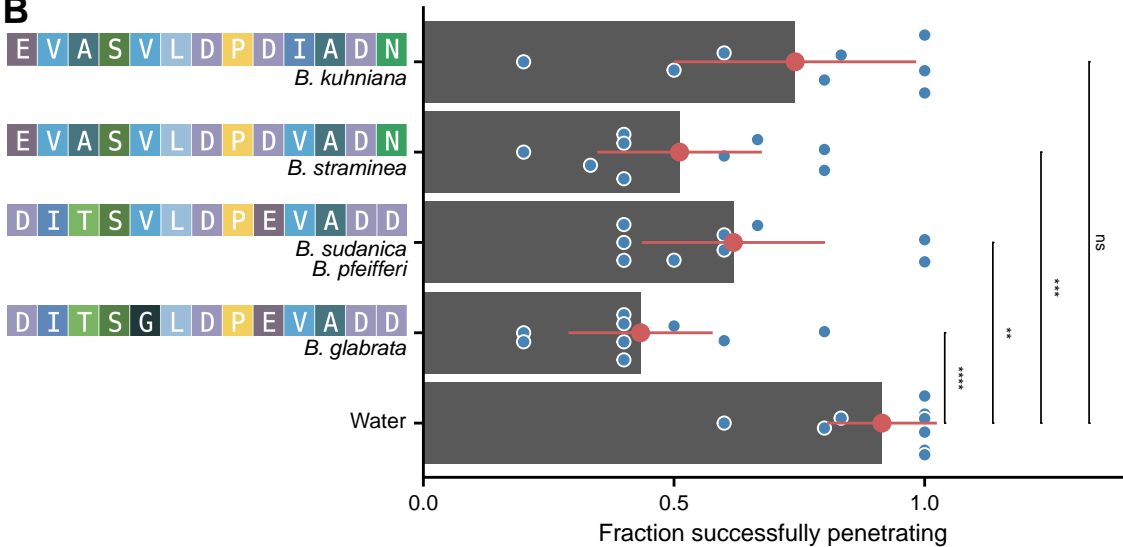 B
EVASVLDPDIADN
B. kuhniana
EVASVLDPDVADN
B. straminea
DITSVLDPEVADD
B. sudanica
B. pfeifferi
DITSGLDPEVADD
B. glabrata
Water
ns
***
**
****
0.0 0.5 1.0
Fraction successfully penetrating